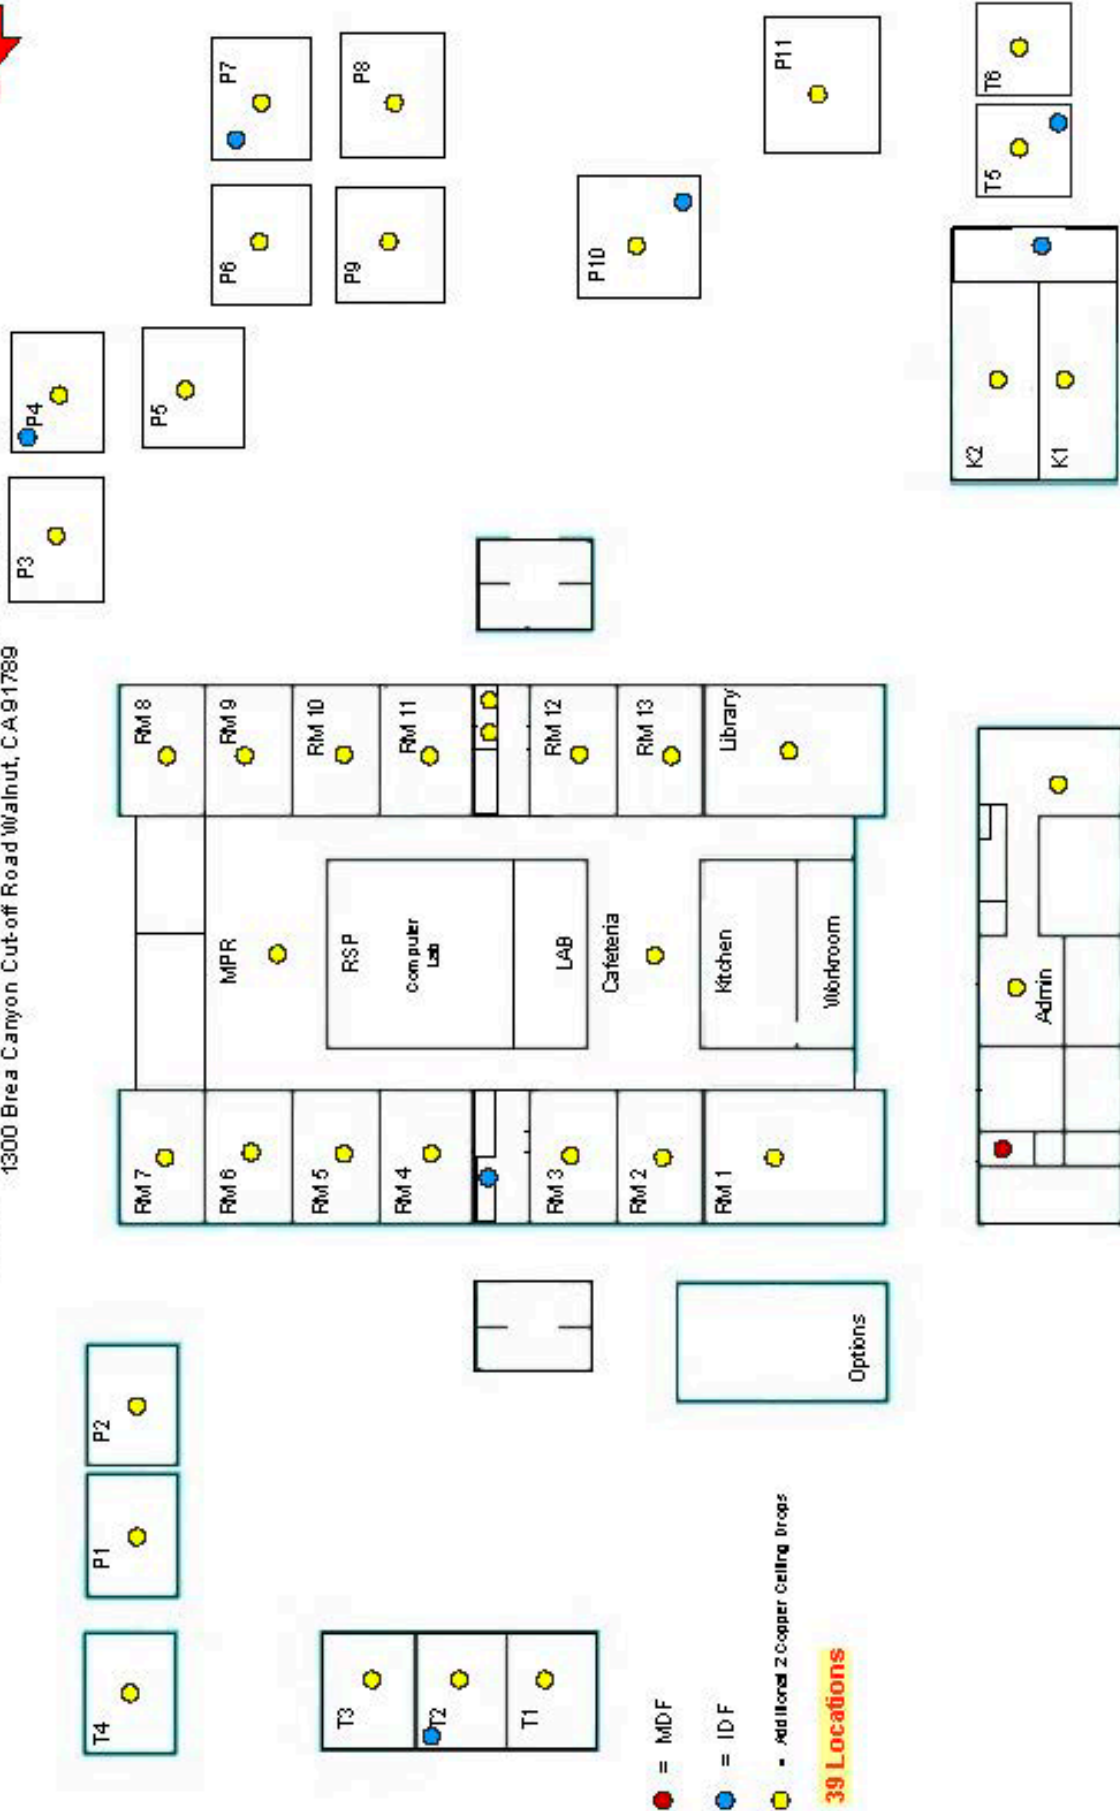 1300 Brea Canyon Cut-off Road Walnut, CA 91789
T4
P1
P2
P3
P4
P5
P6
P7
P8
P9
P10
P11
T5
T6
K2
K1
T3
T2
T1
RM 7
RM 6
RM 5
RM 4
RM 3
RM 2
RM 1
MPR
RSP
Computer
Lab
LAB
Cafeteria
Kitchen
Workroom
RM 8
RM 9
RM 10
RM 11
RM 12
RM 13
Library
Options
Admin
= MDF
= IDF
= Additional 2 Copper Ceiling Drops
39 Locations